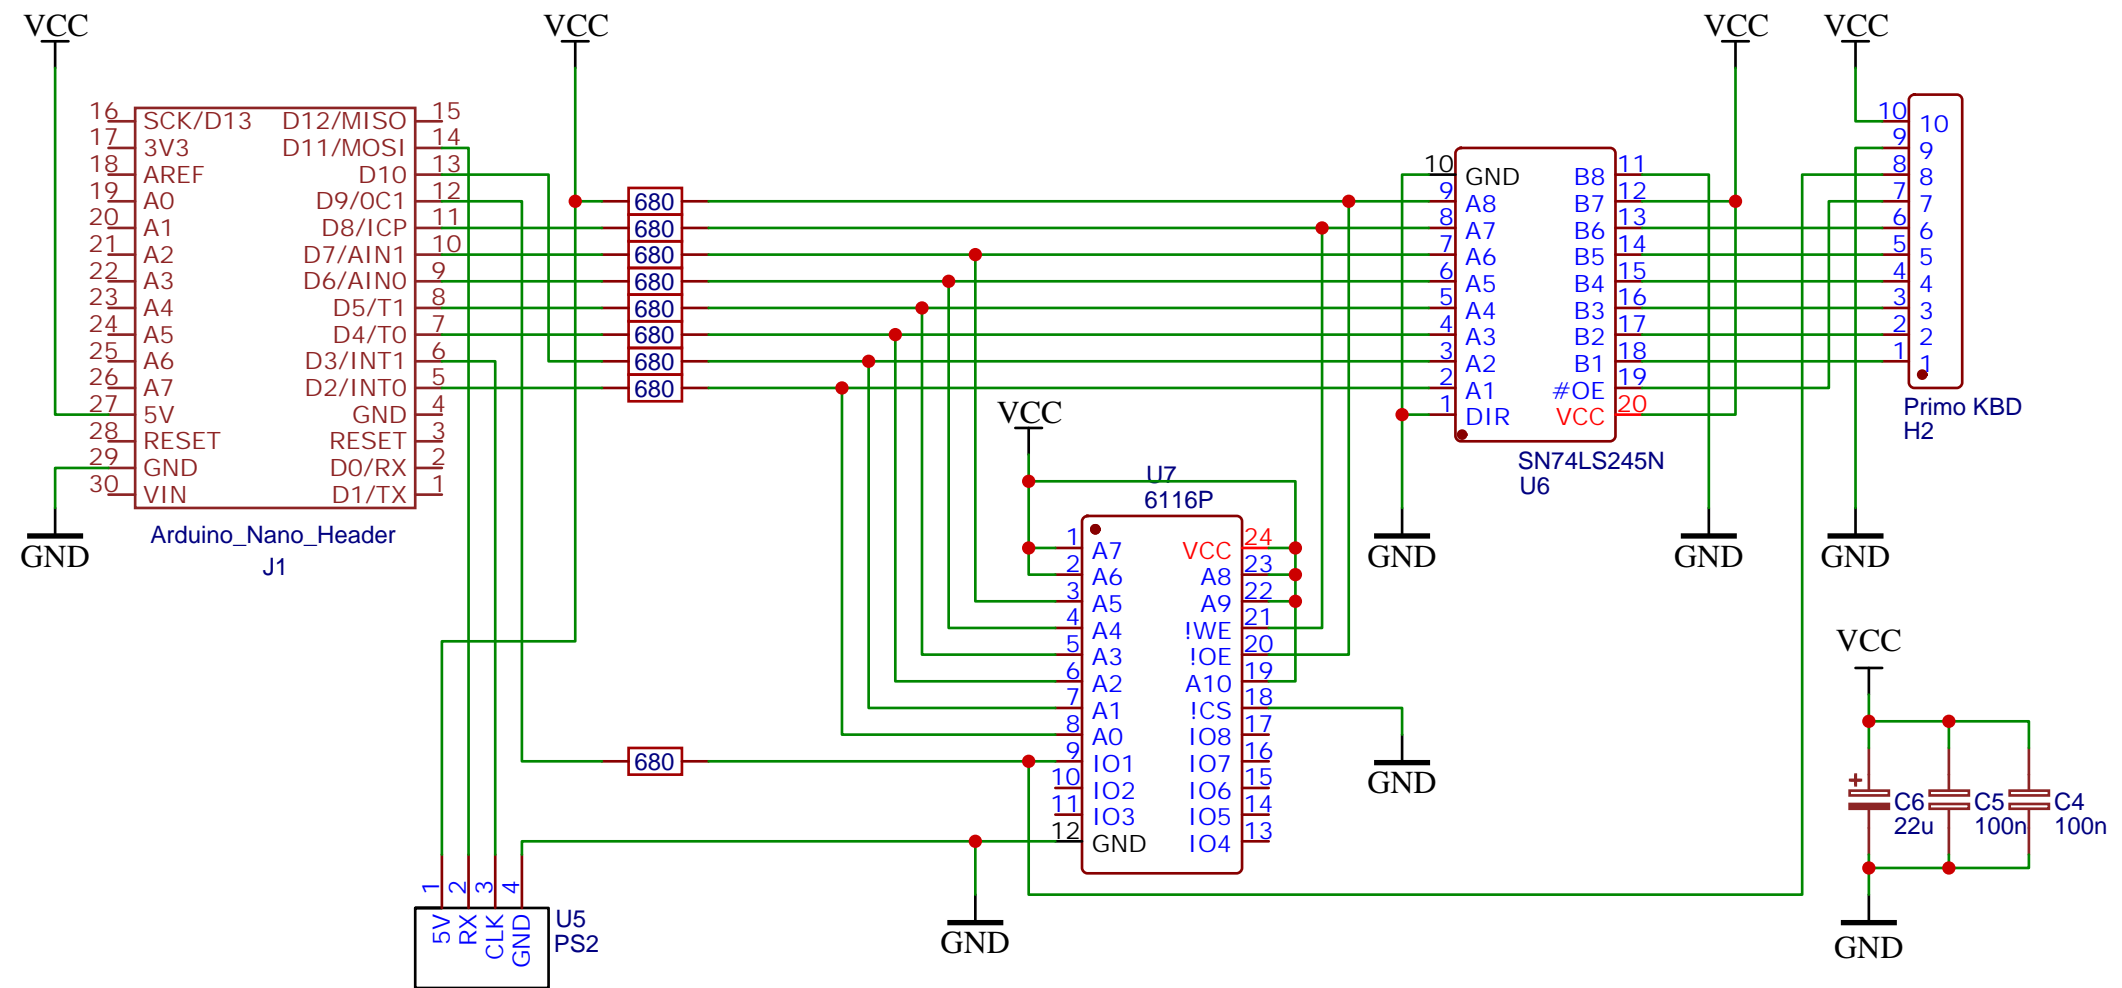 VCC
VCC
VCC
VCC
16 SCK/D13 D12/MISO 15
17 3V3 D11/MOSI 14
18 AREF D10 13
19 A0 D9/0C1 12
20 A1 D8/ICP 11
21 A2 D7/AIN1 10
22 A3 D6/AIN0 9
23 A4 D5/T1 8
24 A5 D4/T0 7
25 A6 D3/INT1 6
26 A7 D2/INT0 5
27 5V GND 4
28 RESET RESET 3
29 GND D0/RX 2
30 VIN D1/TX 1
Arduino_Nano_Header
J1
GND
680
680
680
680
680
680
680
680
680
10 GND B8 11
9 A8 B7 12
8 A7 B6 13
7 A6 B5 14
6 A5 B4 15
5 A4 B3 16
4 A3 B2 17
3 A2 B1 18
2 A1 #OE 19
1 DIR VCC 20
SN74LS245N
U6
10 10
9 9
8 8
7 7
6 6
5 5
4 4
3 3
2 2
1 1
Primo KBD
H2
VCC
U7
6116P
1 A7 VCC 24
2 A6 A8 23
3 A5 A9 22
4 A4 !WE 21
5 A3 !OE 20
6 A2 A10 19
7 A1 !CS 18
8 A0 IO8 17
9 IO1 IO7 16
10 IO2 IO6 15
11 IO3 IO5 14
12 GND IO4 13
GND
GND
GND
GND
GND
VCC
+
C6
22u
C5
100n
C4
100n
GND
1 2 3 4
5V RX CLK GND
U5
PS2